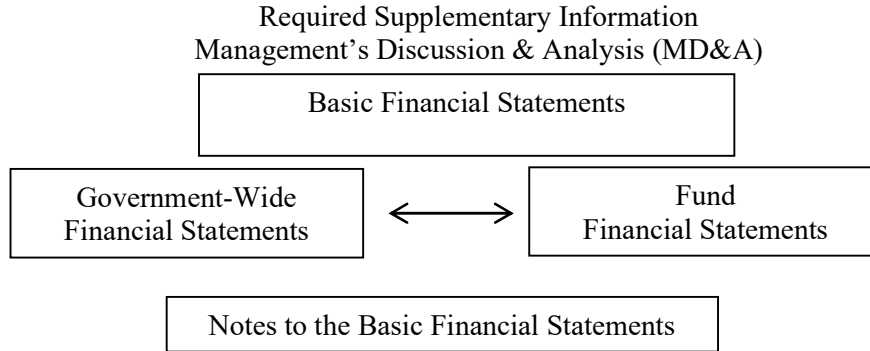 Required Supplementary Information
Management’s Discussion & Analysis (MD&A)
Basic Financial Statements
Government-Wide
Financial Statements
Fund
Financial Statements
Notes to the Basic Financial Statements